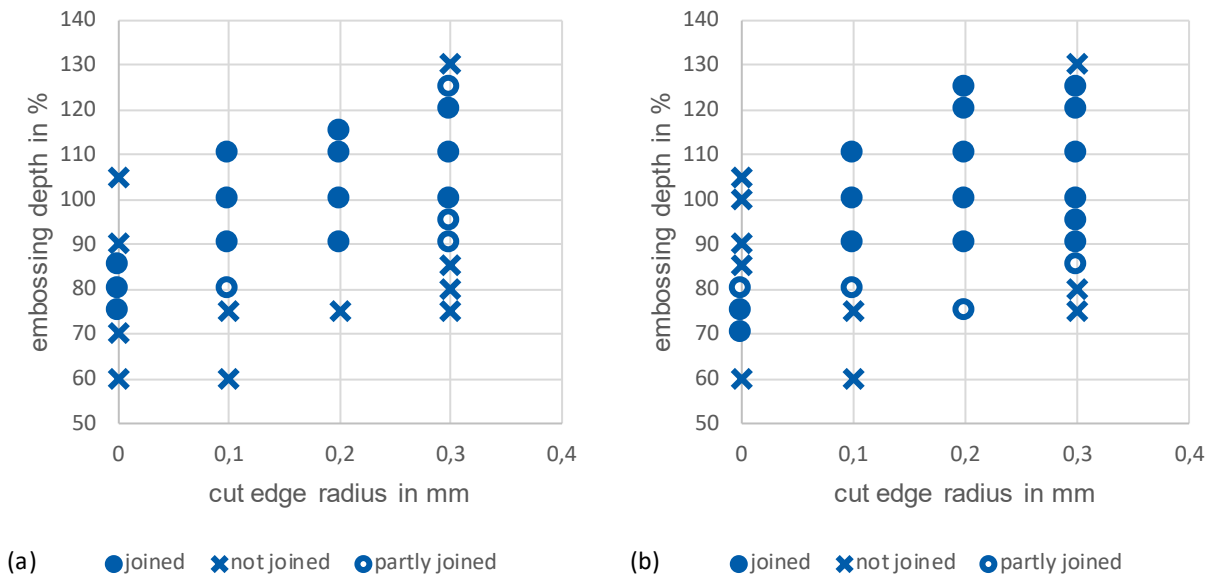 140
130
120
110
100
90
80
70
60
50
embossing depth in %
0 0,1 0,2 0,3 0,4
cut edge radius in mm
(a) joined not joined partly joined
140
130
120
110
100
90
80
70
60
50
embossing depth in %
0 0,1 0,2 0,3 0,4
cut edge radius in mm
(b) joined not joined partly joined